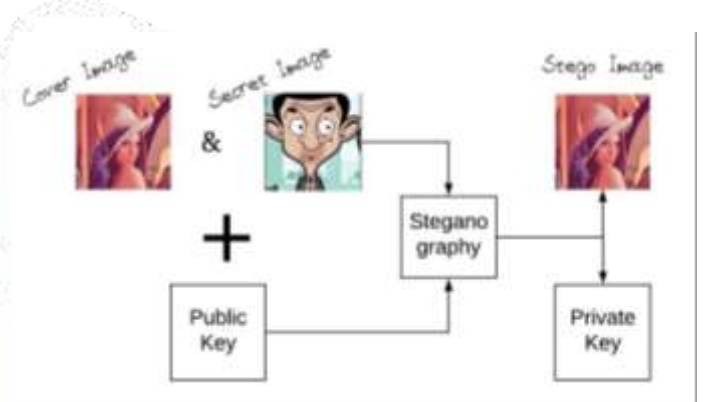 Cover Image
Secret Image
Stego Image
&
+
Stegano
graphy
Public
Key
Private
Key